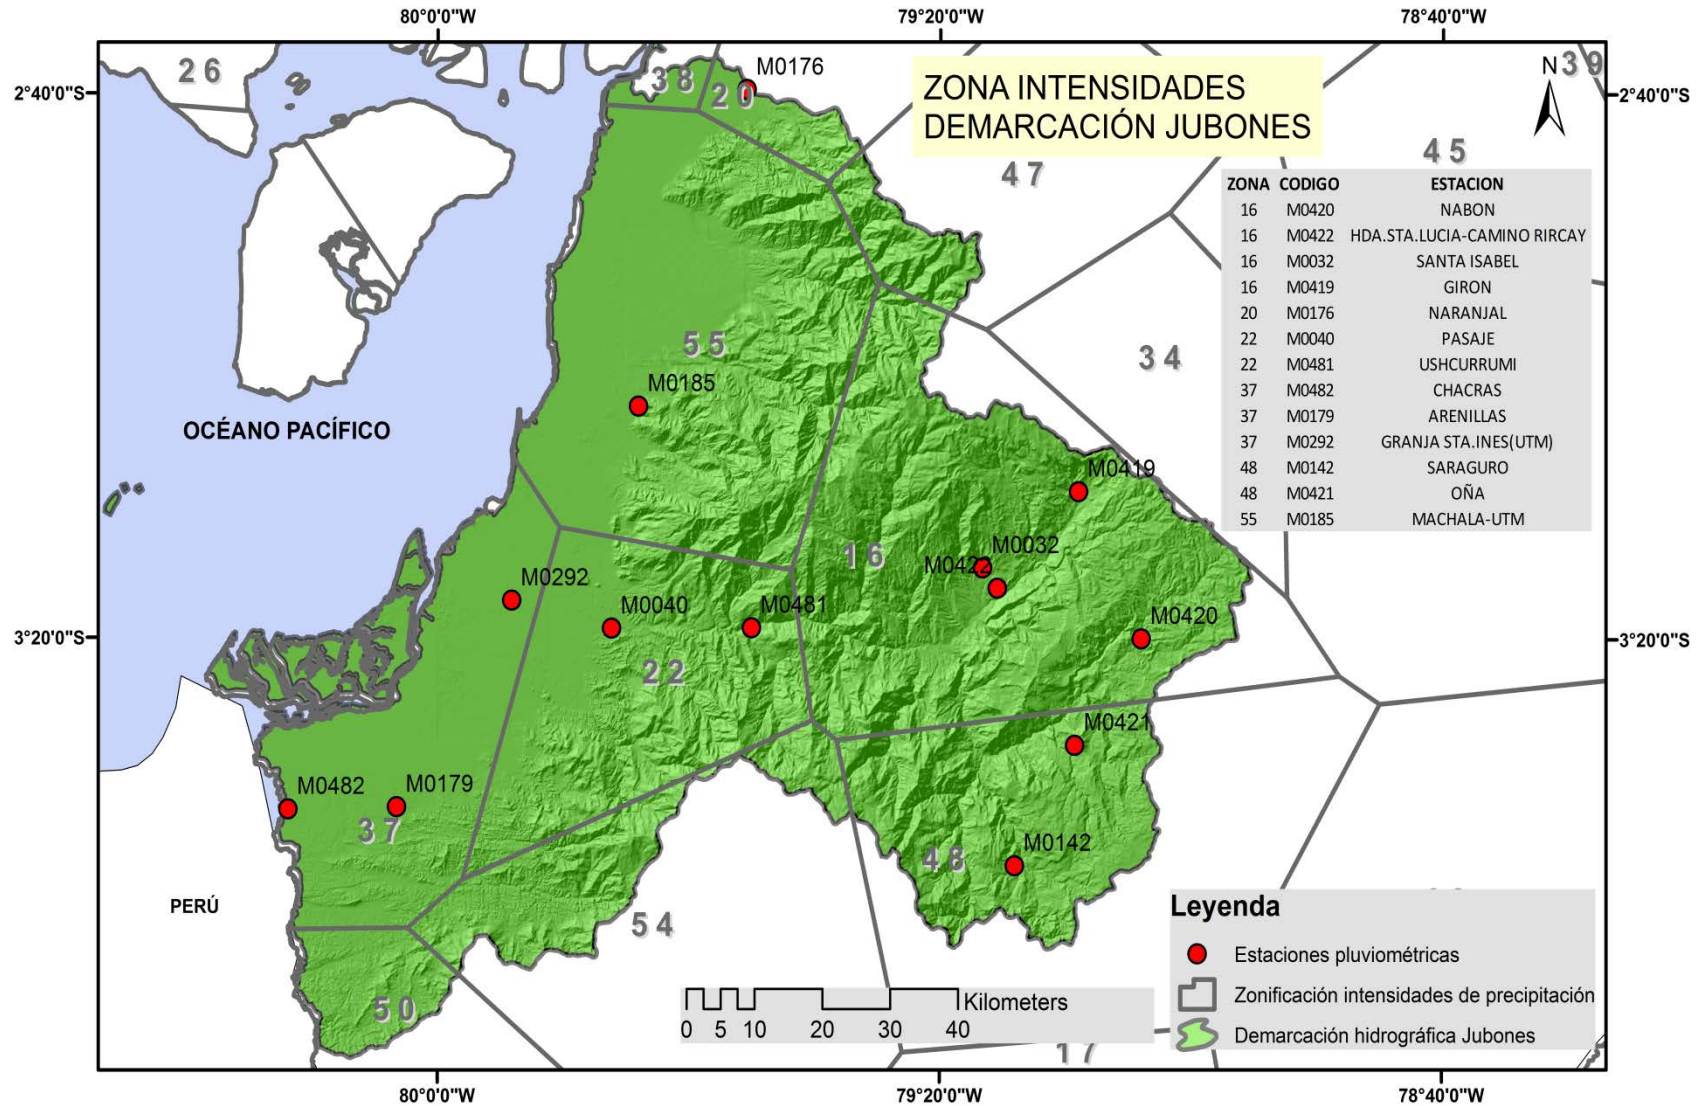 80°0'0"W 79°20'0"W 78°40'0"W
2°40'0"S
2°40'0"S
3°20'0"S
3°20'0"S
80°0'0"W 79°20'0"W 78°40'0"W
ZONA INTENSIDADES
DEMARCACIÓN JUBONES
N
ZONA CODIGO ESTACION
16 M0420 NABON
16 M0422 HDA.STA.LUCIA-CAMINO RIRCAY
16 M0032 SANTA ISABEL
16 M0419 GIRON
20 M0176 NARANJAL
22 M0040 PASAJE
22 M0481 USHCURRUMI
37 M0482 CHACRAS
37 M0179 ARENILLAS
37 M0292 GRANJA STA.INES(UTM)
48 M0142 SARAGURO
48 M0421 OÑA
55 M0185 MACHALA-UTM
26
38
20
M0176
39
47
45
34
55
M0185
OCÉANO PACÍFICO
M0419
16
M0032
M0422
M0292
M0040
M0481
M0420
22
M0421
M0482
M0179
37
M0142
48
PERÚ
54
50
17
Kilometers
0 5 10 20 30 40
Leyenda
Estaciones pluviométricas
Zonificación intensidades de precipitación
Demarcación hidrográfica Jubones